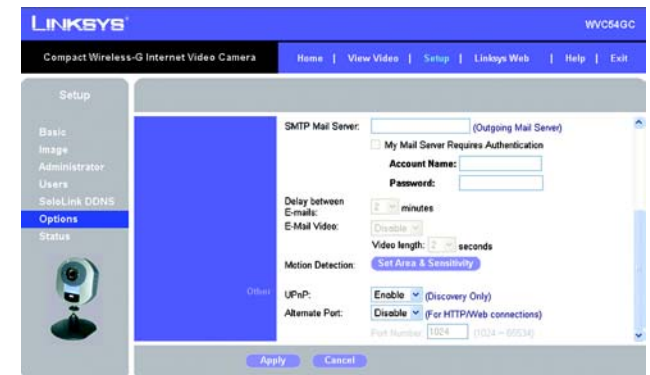 LINKSYS
WVC54GC
Compact Wireless-G Internet Video Camera
Home | View Video | Setup | Linksys Web | Help | Exit
Setup
Basic
Image
Administrator
Users
SoloLink DDNS
Options
Status
SMTP Mail Server: (Outgoing Mail Server)
My Mail Server Requires Authentication
Account Name:
Password:
Delay between
E-mails: 2 minutes
E-Mail Video: Disable
Video length: 2 seconds
Motion Detection: Set Area & Sensitivity
Other
UPnP: Enable (Discovery Only)
Alternate Port: Disable (For HTTP/Web connections)
Port Number 1024 (1024 ~ 65534)
Apply Cancel